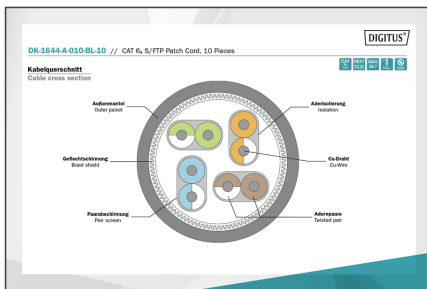 DIGITUS®
DK-1644-A-010-BL-10 // CAT 6A S/FTP Patch Cord, 10 Pieces
Kabelquerschnitt
Cable cross section
Außenmantel
Outer jacket
Aderisolierung
Isolation
Geflechtschirmung
Braid shield
Cu-Draht
Cu-Wire
Paarabschirmung
Pair screen
Adernpaare
Twisted pair